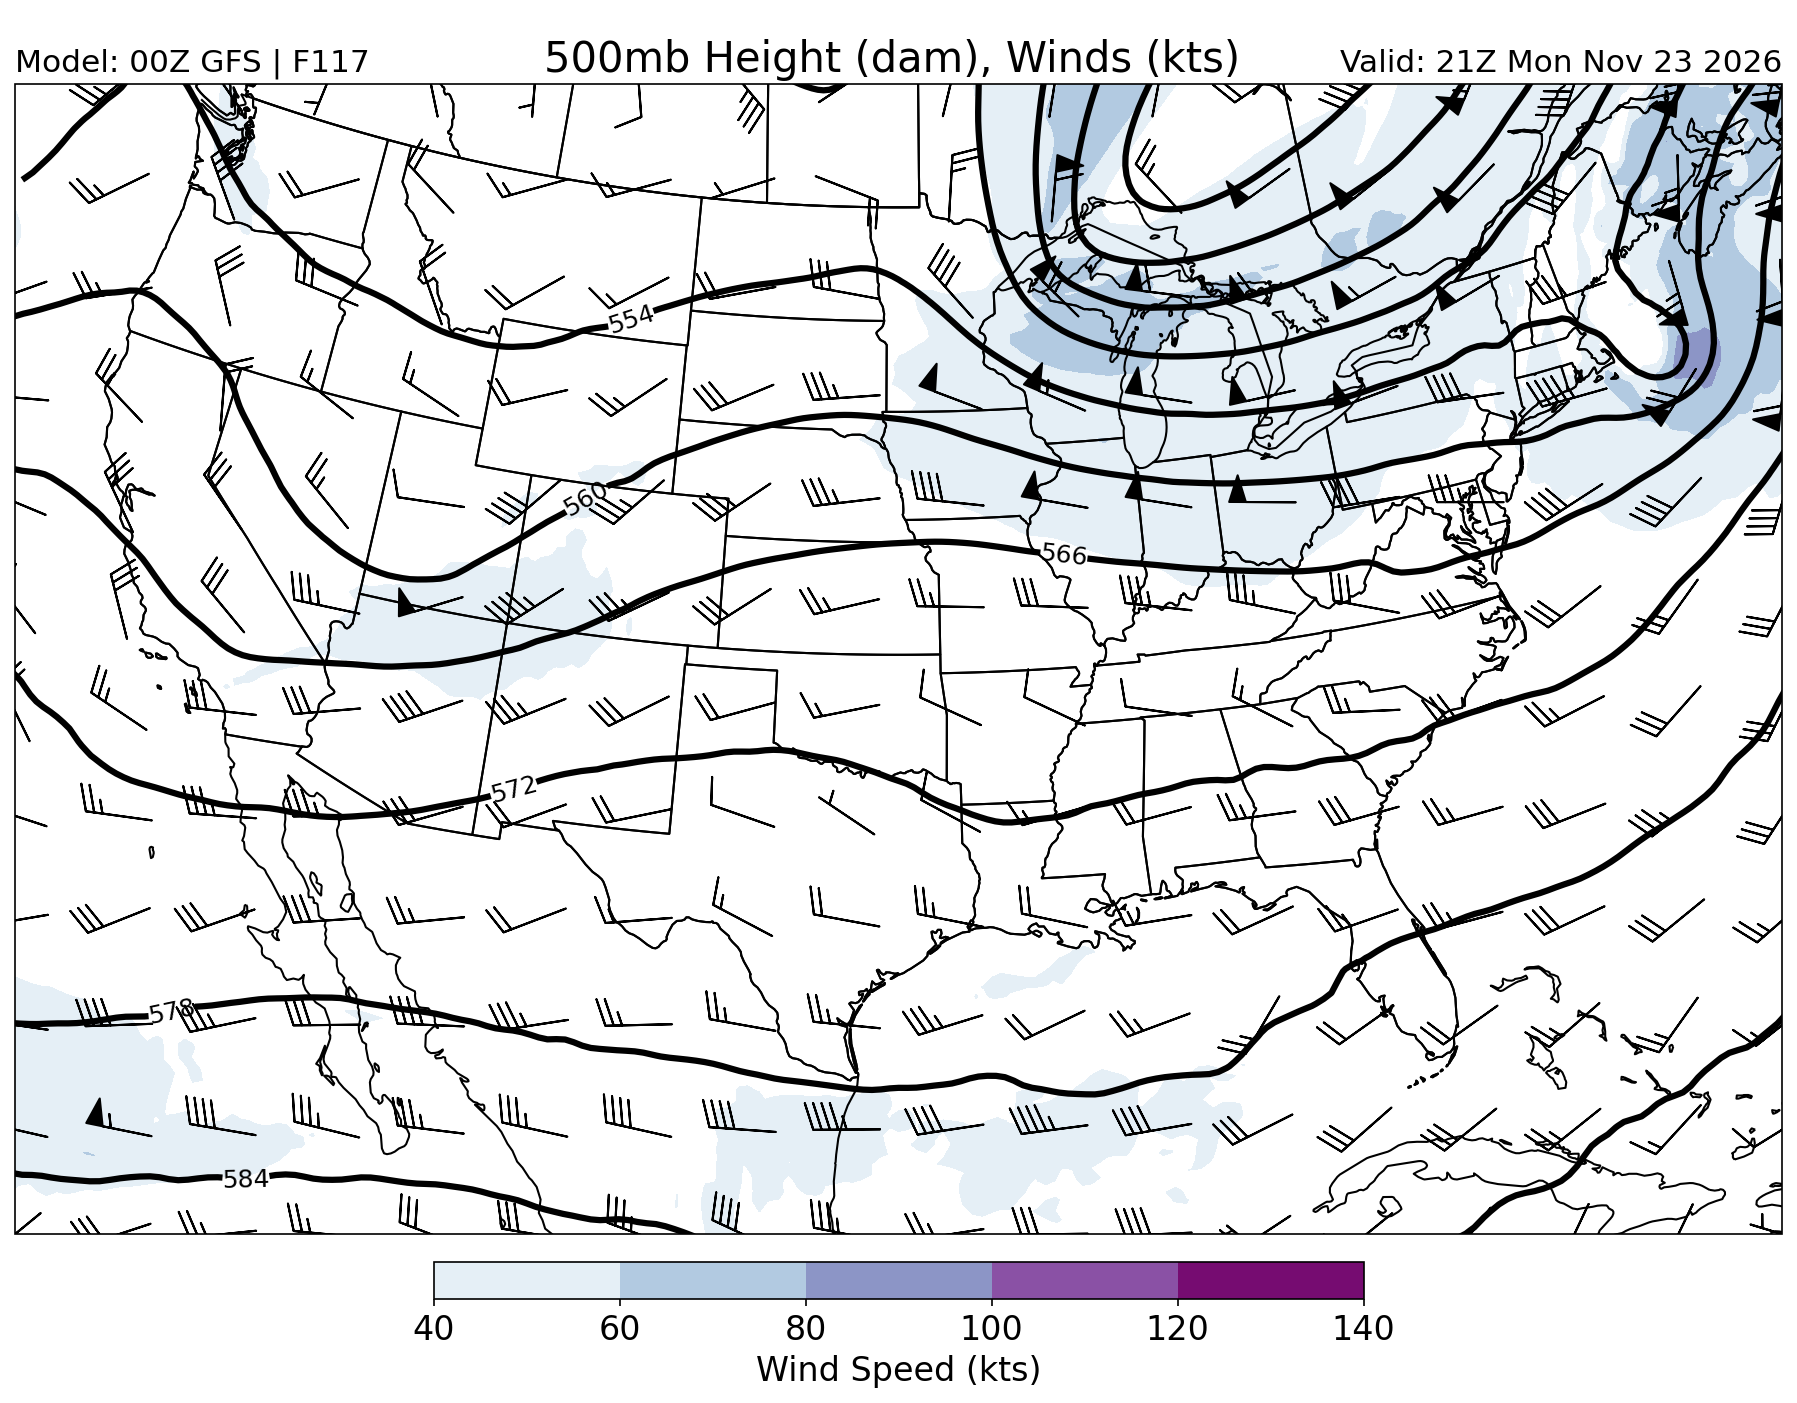 Model: 00Z GFS | F117
500mb Height (dam), Winds (kts)
Valid: 21Z Mon Nov 23 2026
554
560
566
572
578
584
40 60 80 100 120 140
Wind Speed (kts)